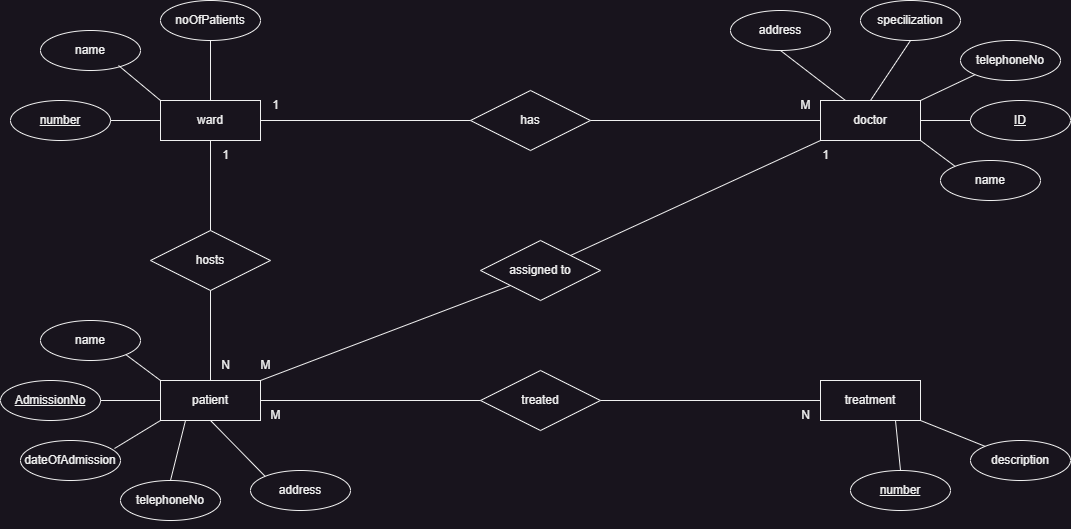 noOfPatients
specilization
address
name
telephoneNo
1
M
number
ward
has
doctor
ID
1
1
name
hosts
assigned to
name
N
M
AdmissionNo
patient
treated
treatment
M
N
dateOfAdmission
description
telephoneNo
address
number